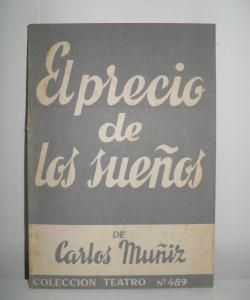 El precio
de
los sueños
DE
Carlos Muñiz
COLECCION TEATRO Nº 489